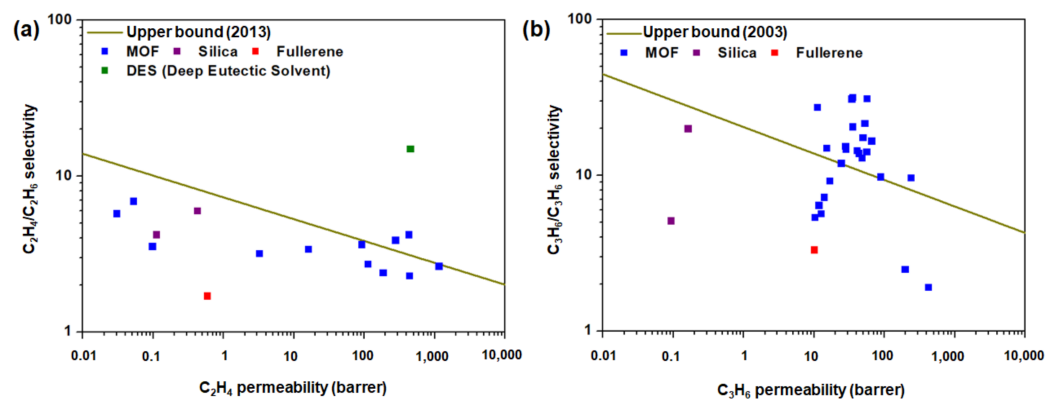 (a)
Upper bound (2013)
MOF Silica Fullerene
DES (Deep Eutectic Solvent)
C₂H₄/C₂H₆ selectivity
100
10
1
0.01 0.1 1 10 100 1,000 10,000
C₂H₄ permeability (barrer)
(b)
Upper bound (2003)
MOF Silica Fullerene
C₃H₆/C₃H₆ selectivity
100
10
1
0.01 0.1 1 10 100 1,000 10,000
C₃H₆ permeability (barrer)